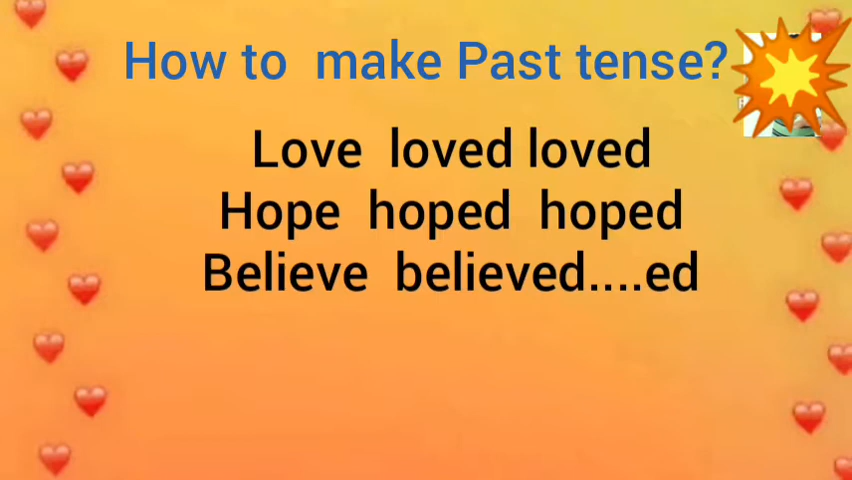 How to make Past tense?
Love loved loved
Hope hoped hoped
Believe believed....ed